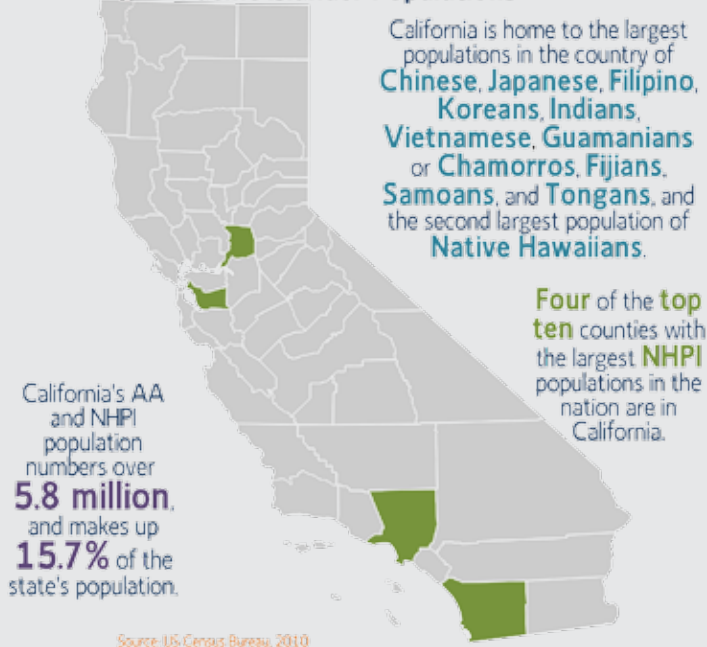 California is home to the largest
populations in the country of
Chinese, Japanese, Filipino,
Koreans, Indians,
Vietnamese, Guamanians
or Chamorros, Fijians,
Samoans, and Tongans, and
the second largest population of
Native Hawaiians.
Four of the top
ten counties with
the largest NHPI
populations in the
nation are in
California.
California's AA
and NHPI
population
numbers over
5.8 million,
and makes up
15.7% of the
state's population.
Source: US Census Bureau, 2010